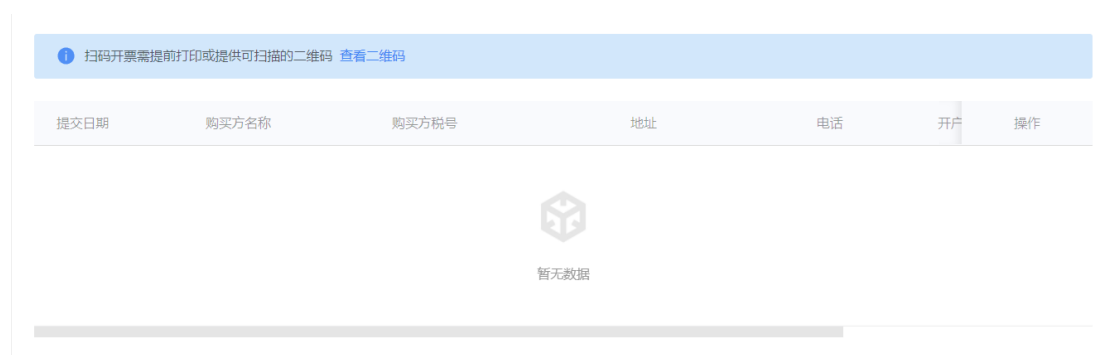 扫码开票需提前打印或提供可扫描的二维码 查看二维码
提交日期 购买方名称 购买方税号 地址 电话 开户 操作
暂无数据